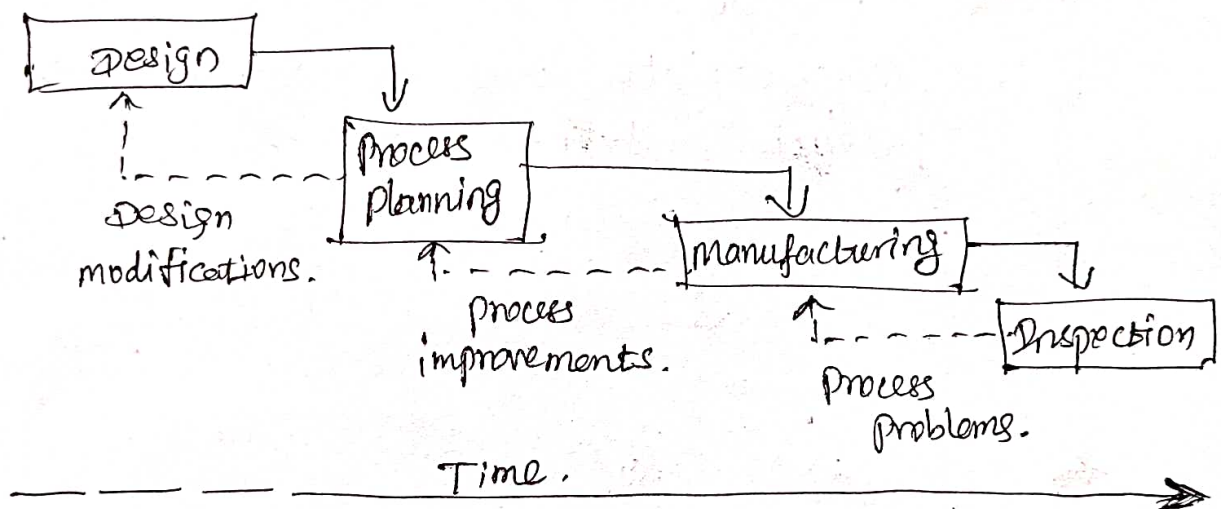 Design
Process
Planning
Design
modifications.
Manufacturing
Process
improvements.
Inspection
Process
Problems.
Time.